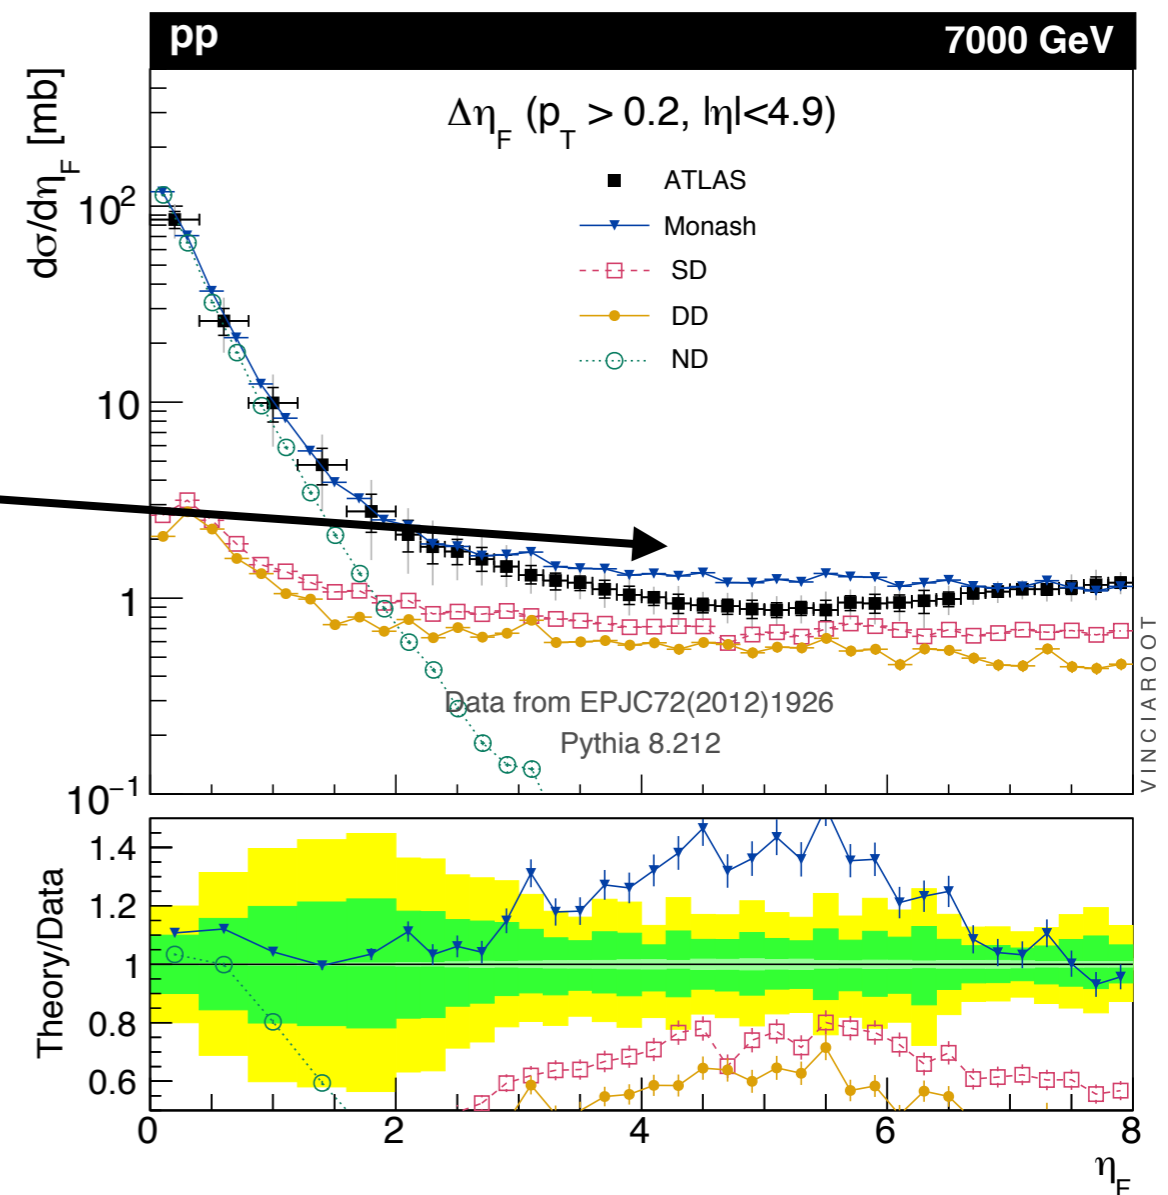 pp 7000 GeV
Δη_F (p_T > 0.2, |η|<4.9)
dσ/dη_F [mb]
ATLAS
Monash
SD
DD
ND
10²
10
1
10⁻¹
Data from EPJC72(2012)1926
Pythia 8.212
VINCIAROOT
Theory/Data
1.4
1.2
1
0.8
0.6
0 2 4 6 8
η_F